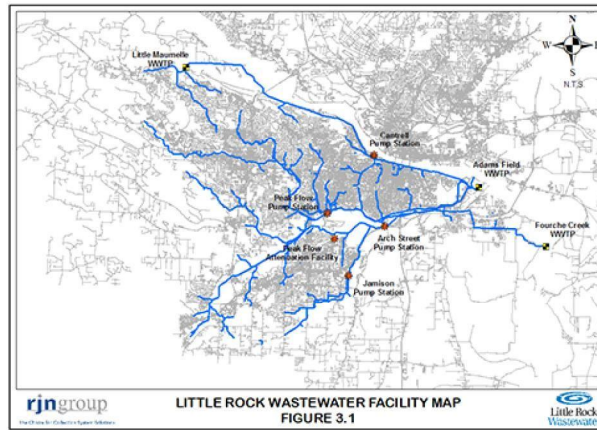 N
W
S
N.T.S.
Little Maumelle
WWTP
Cantrell
Pump Station
Adams Field
WWTP
Peak Flow
Pump Station
Fourche Creek
WWTP
Arch Street
Pump Station
Peak Flow
Attenuation Facility
Jamison
Pump Station
rjngroup
LITTLE ROCK WASTEWATER FACILITY MAP
FIGURE 3.1
Little Rock
Wastewater